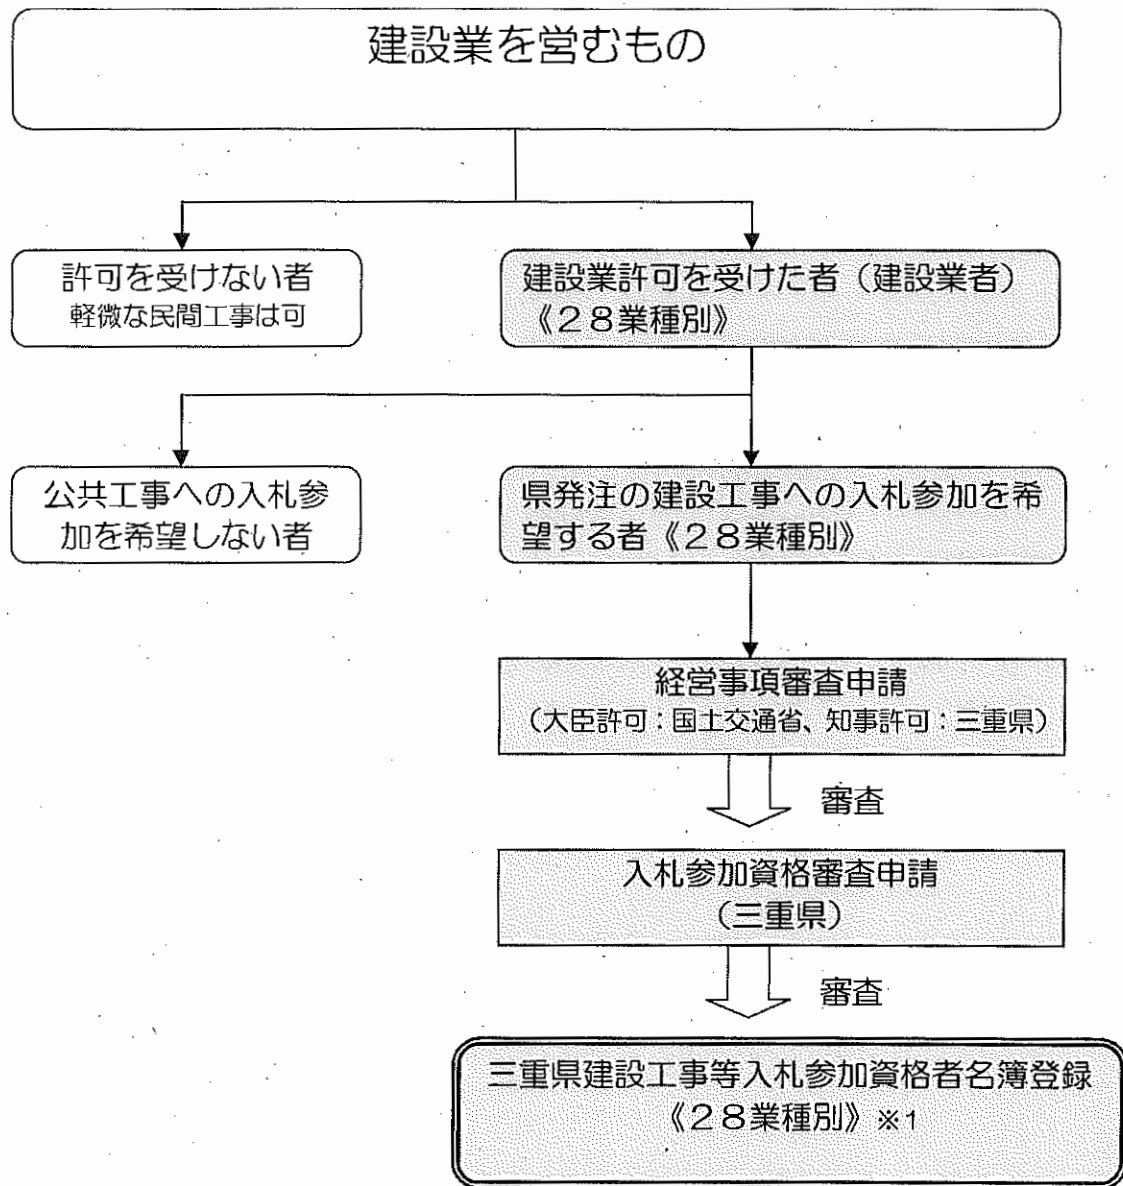 建設業を営むもの
許可を受けない者
軽微な民間工事は可
建設業許可を受けた者（建設業者）
《２８業種別》
公共工事への入札参
加を希望しない者
県発注の建設工事への入札参加を希
望する者《２８業種別》
経営事項審査申請
（大臣許可：国土交通省、知事許可：三重県）
審査
入札参加資格審査申請
（三重県）
審査
三重県建設工事等入札参加資格者名簿登録
《２８業種別》※1